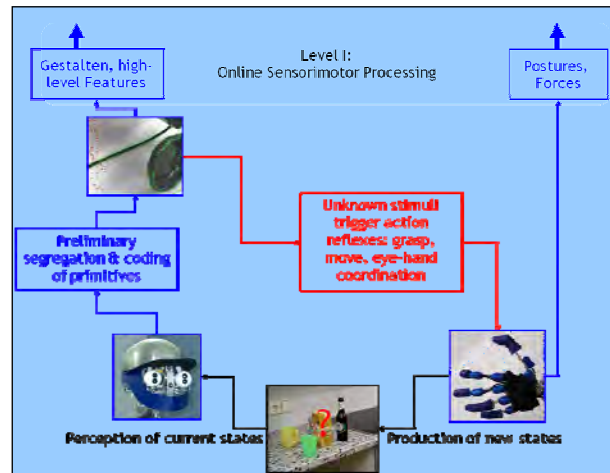 Level I:
Online Sensorimotor Processing
Gestalten, high-
level Features
Postures,
Forces
Unknown stimuli
trigger action
reflexes: grasp,
move, eye-hand
coordination
Preliminary
segregation & coding
of primitives
?
Perception of current states
Production of new states